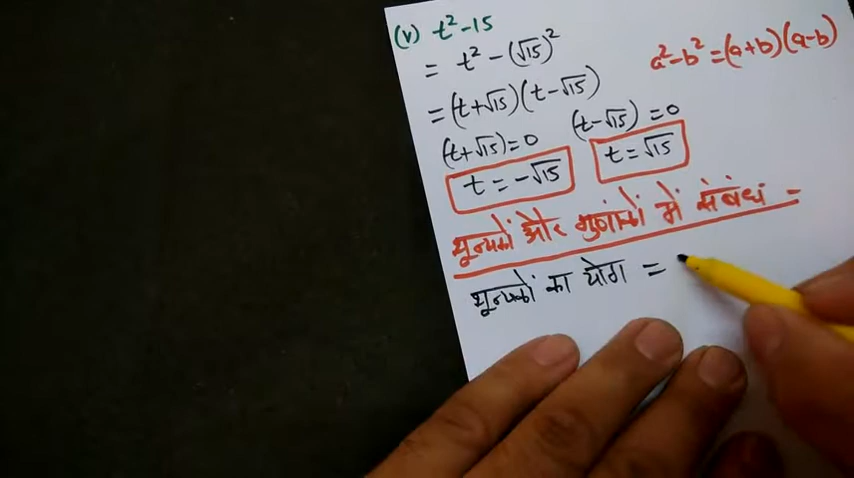 (v) t² - 15
= t² - (√15)²
a² - b² = (a+b)(a-b)
= (t+√15)(t-√15)
(t+√15) = 0 (t-√15) = 0
t = -√15 t = √15
शून्यकों और गुणांकों में संबंध -
शून्यकों का योग =